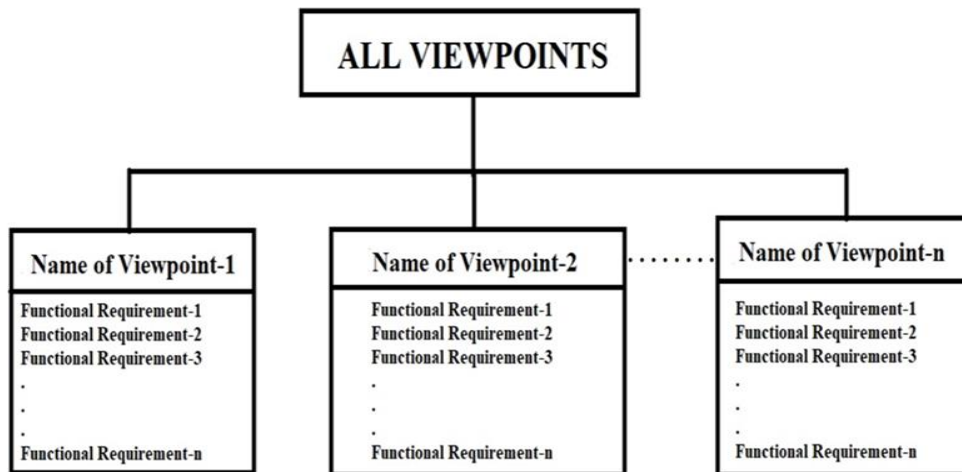 ALL VIEWPOINTS
Name of Viewpoint-1
Functional Requirement-1
Functional Requirement-2
Functional Requirement-3
.
.
.
Functional Requirement-n
Name of Viewpoint-2
Functional Requirement-1
Functional Requirement-2
Functional Requirement-3
.
.
.
Functional Requirement-n
.......
Name of Viewpoint-n
Functional Requirement-1
Functional Requirement-2
Functional Requirement-3
.
.
.
Functional Requirement-n